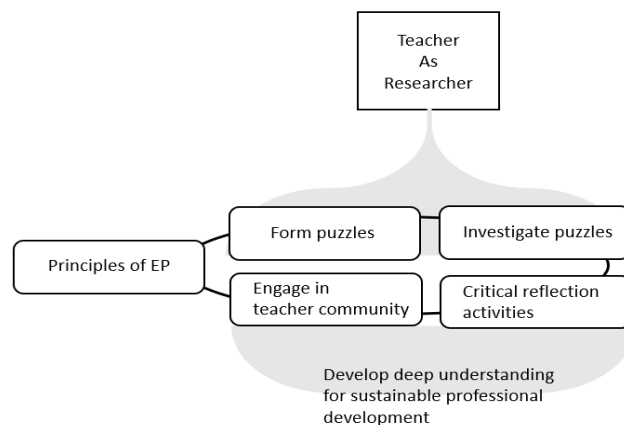 Teacher
As
Researcher
Form puzzles
Investigate puzzles
Principles of EP
Engage in
teacher community
Critical reflection
activities
Develop deep understanding
for sustainable professional
development